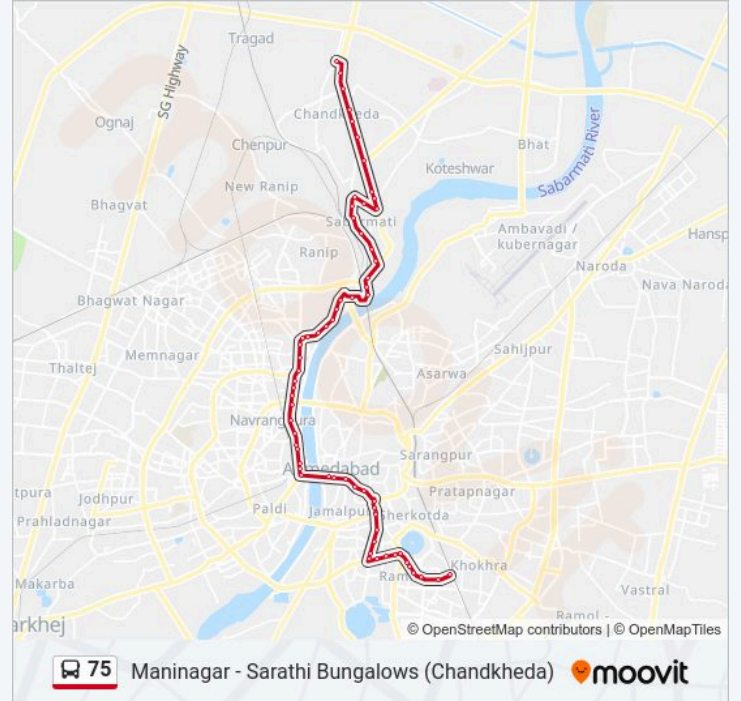 Tragad
SG Highway
Chandkheda
Ognaj
Chenpur
Bhat
Koteshwar
Sabarmati River
New Ranip
Bhagvat
Sabarmati
Ambavadi /
kubernagar
Hansp
Ranip
Naroda
Nava Naroda
Bhagwat Nagar
Sahijpur
Memnagar
Thaltej
Asarwa
Navrangpura
Sarangpur
Ahmedabad
tpura
Jodhpur
Pratapnagar
Paldi
Jamalpur
Sherkotda
Prahladnagar
Khokhra
Makarba
Vastral
Ramol -
arkhej
© OpenStreetMap contributors | © OpenMapTiles
75 Maninagar - Sarathi Bungalows (Chandkheda) moovit